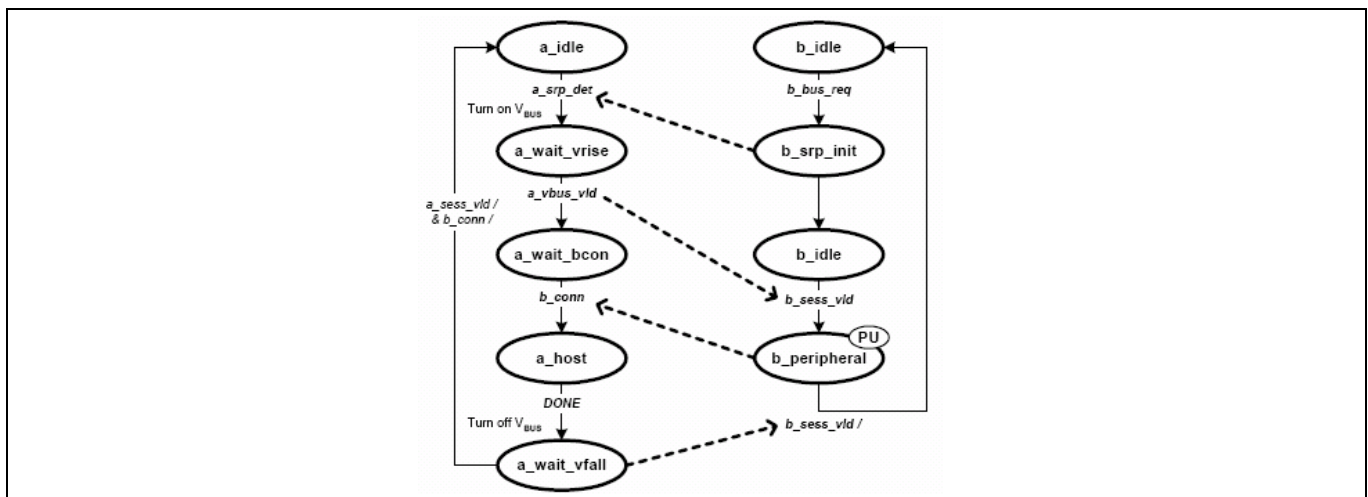 a_idle
b_idle
a_srp_det
b_bus_req
Turn on VBUS
a_wait_vrise
b_srp_init
a_vbus_vld
a_sess_vld /
& b_conn /
a_wait_bcon
b_idle
b_conn
b_sess_vld
PU
a_host
b_peripheral
DONE
Turn off VBUS
b_sess_vld /
a_wait_vfall